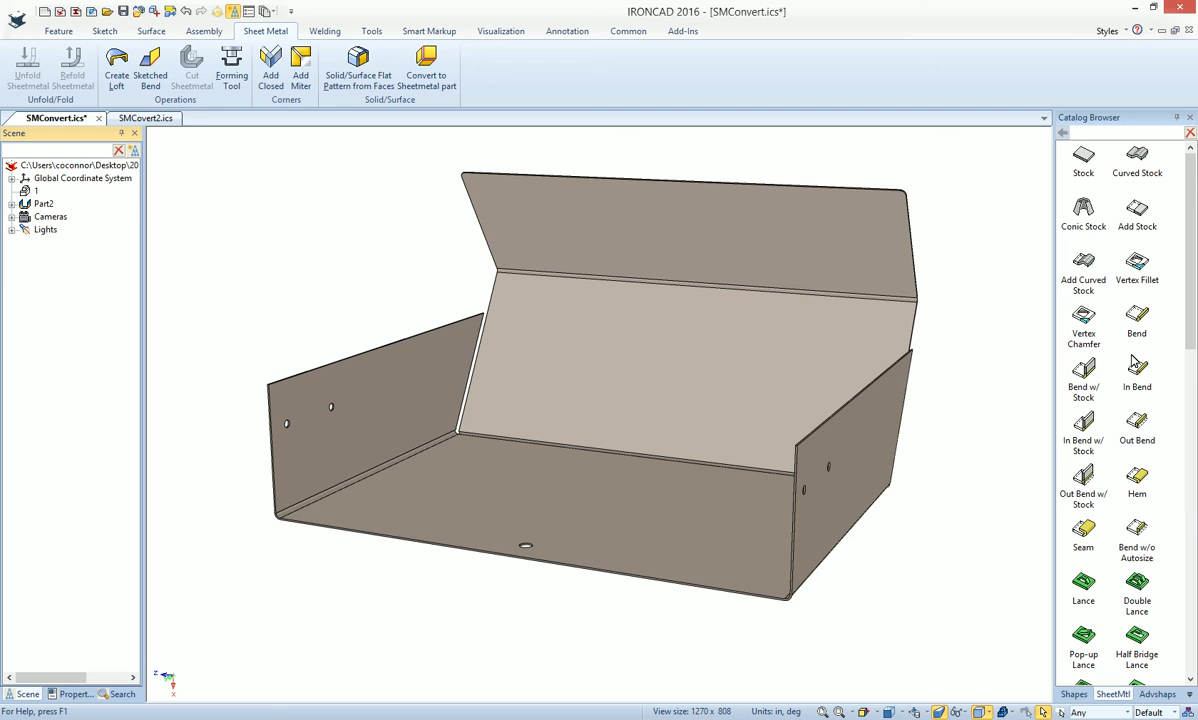 IRONCAD 2016 - [SMConvert.ics*]
Feature Sketch Surface Assembly Sheet Metal Welding Tools Smart Markup Visualization Annotation Common Add-Ins Styles
Unfold Sheetmetal
Refold Sheetmetal
Unfold/Fold
Create Loft
Sketched Bend
Cut Sheetmetal
Forming Tool
Operations
Add Closed
Add Miter
Corners
Solid/Surface Flat Pattern from Faces
Convert to Sheetmetal part
Solid/Surface
SMConvert.ics* SMCovert2.ics
Scene
C:\Users\coconnor\Desktop\20
Global Coordinate System
1
Part2
Cameras
Lights
Scene Propert... Search
z
x
Catalog Browser
Stock
Curved Stock
Conic Stock
Add Stock
Add Curved Stock
Vertex Fillet
Vertex Chamfer
Bend
Bend w/ Stock
In Bend
In Bend w/ Stock
Out Bend
Out Bend w/ Stock
Hem
Seam
Bend w/o Autosize
Lance
Double Lance
Pop-up Lance
Half Bridge Lance
Shapes SheetMtl Advshaps
For Help, press F1
View size: 1270 x 808
Units: in, deg
Any
Default